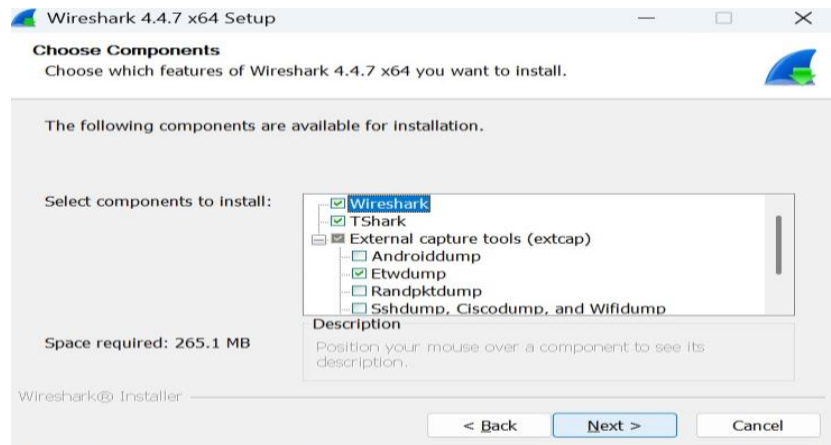 Wireshark 4.4.7 x64 Setup
Choose Components
Choose which features of Wireshark 4.4.7 x64 you want to install.
The following components are available for installation.
Select components to install:
Wireshark
TShark
External capture tools (extcap)
Androiddump
Etwdump
Randpktdump
Sshdump, Ciscodump, and Wifidump
Space required: 265.1 MB
Description
Position your mouse over a component to see its
description.
Wireshark® Installer
< Back
Next >
Cancel